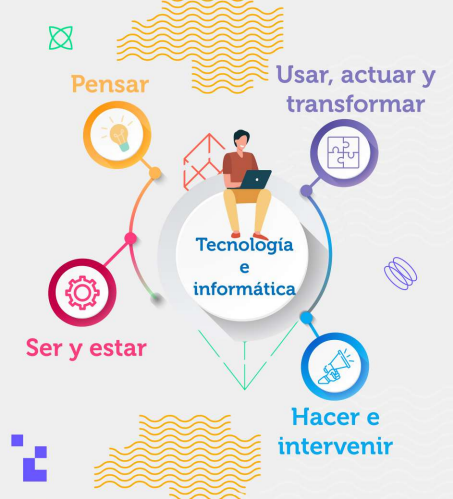 Pensar
Usar, actuar y
transformar
Tecnología
e
informática
Ser y estar
Hacer e
intervenir